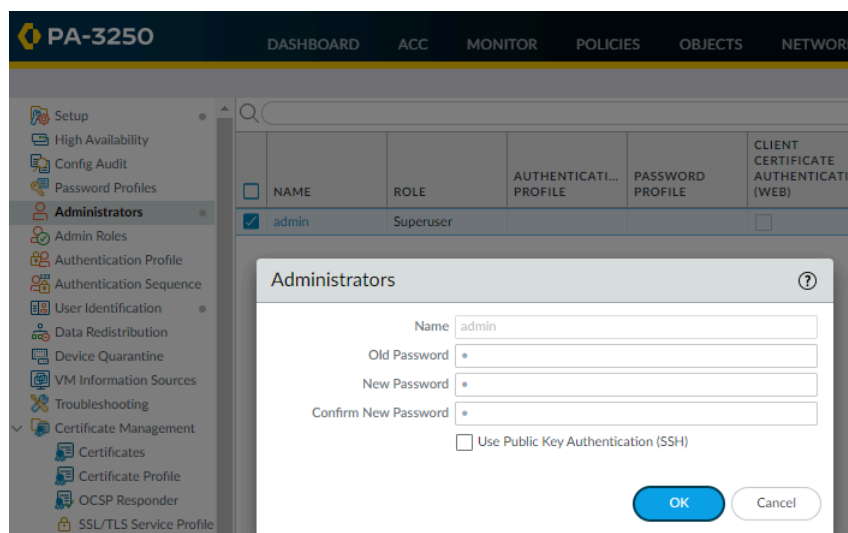 PA-3250
DASHBOARD ACC MONITOR POLICIES OBJECTS NETWOR
Setup
High Availability
Config Audit
Password Profiles
Administrators
Admin Roles
Authentication Profile
Authentication Sequence
User Identification
Data Redistribution
Device Quarantine
VM Information Sources
Troubleshooting
Certificate Management
Certificates
Certificate Profile
OCSP Responder
SSL/TLS Service Profile
NAME ROLE AUTHENTICATI... PROFILE PASSWORD PROFILE CLIENT CERTIFICATE AUTHENTICATI (WEB)
admin Superuser
Administrators
Name admin
Old Password
New Password
Confirm New Password
Use Public Key Authentication (SSH)
OK Cancel